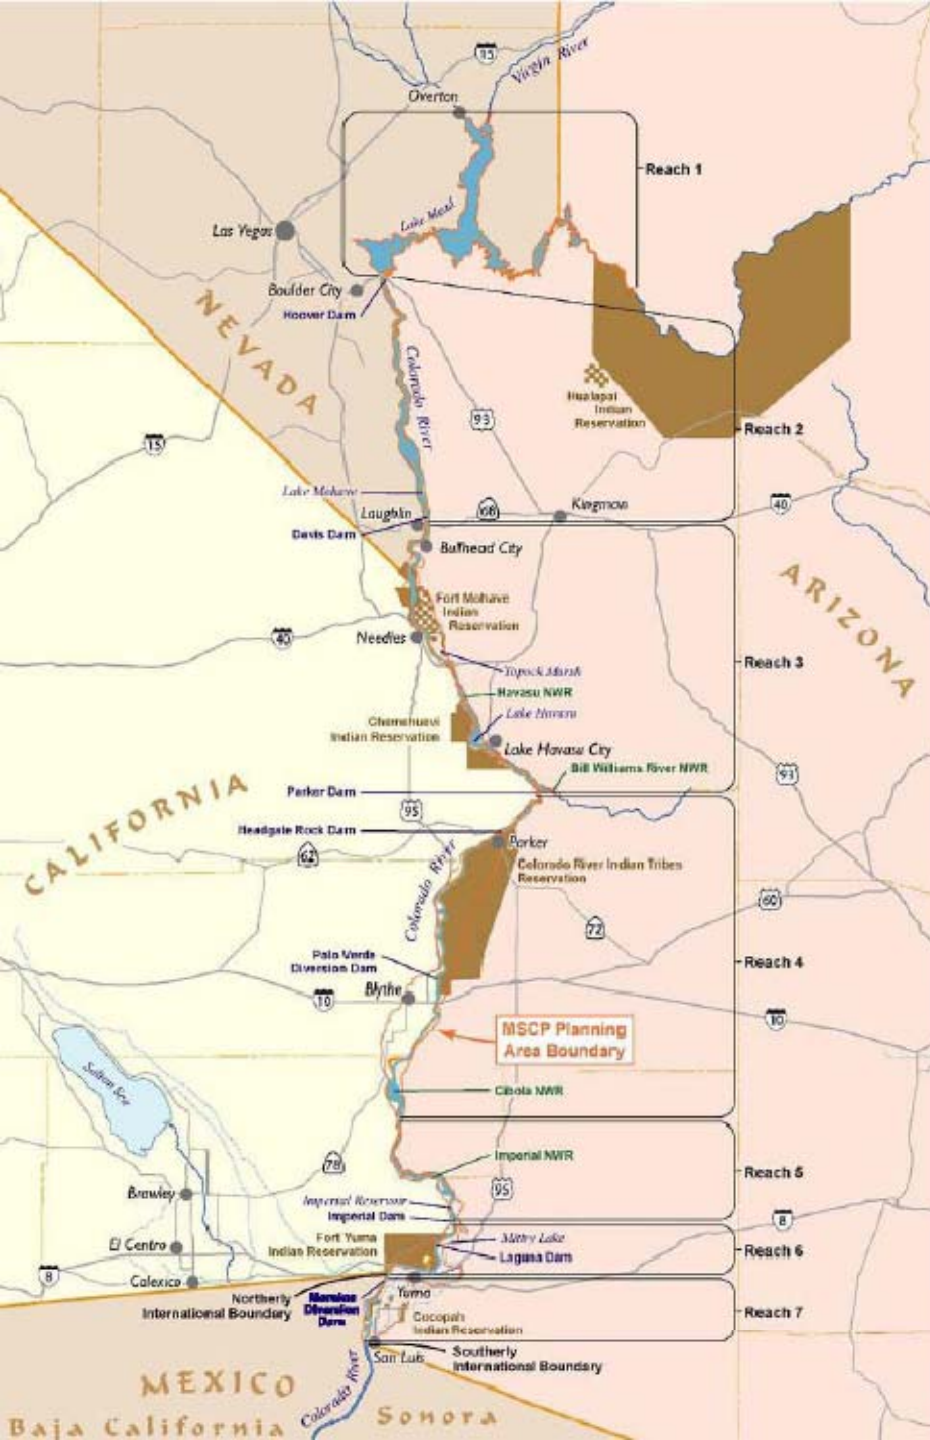 15
Virgin River
Overton
Reach 1
Lake Mead
Las Vegas
Boulder City
Hoover Dam
NEVADA
Colorado River
Hualapai
Indian
Reservation
93
Reach 2
15
Lake Mohave
Laughlin
68
Kingman
40
Davis Dam
Bullhead City
ARIZONA
Fort Mohave
Indian
Reservation
40
Needles
Reach 3
Topock Marsh
Havasu NWR
Lake Havasu
Chemehuevi
Indian Reservation
Lake Havasu City
Bill Williams River NWR
93
CALIFORNIA
Parker Dam
95
Headgate Rock Dam
Parker
62
Colorado River
Colorado River Indian Tribes
Reservation
60
72
Palo Verde
Diversion Dam
Reach 4
Blythe
10
10
MSCP Planning
Area Boundary
Salton Sea
Cibola NWR
Imperial NWR
78
Reach 5
95
Brawley
Imperial Reservoir
Imperial Dam
8
Fort Yuma
Indian Reservation
Mittry Lake
Laguna Dam
Reach 6
El Centro
8
Calexico
Northerly
International Boundary
Morelos
Diversion
Dam
Yuma
Reach 7
Cocopah
Indian Reservation
San Luis
Southerly
International Boundary
Colorado River
MEXICO
Baja California
Sonora